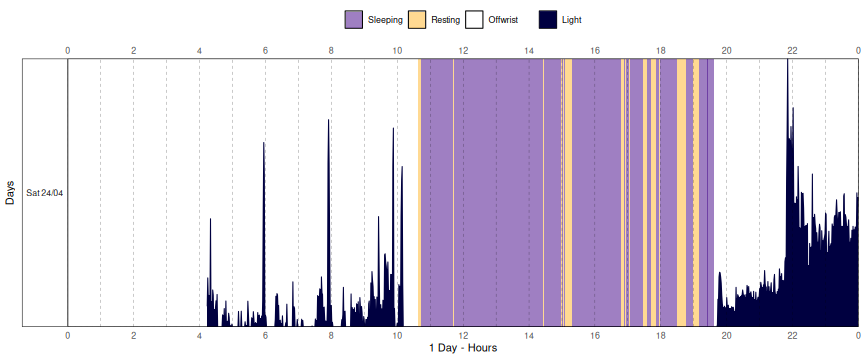 Sleeping Resting Offwrist Light
0 2 4 6 8 10 12 14 16 18 20 22 0
Days
Sat 24/04
0 2 4 6 8 10 12 14 16 18 20 22 0
1 Day - Hours